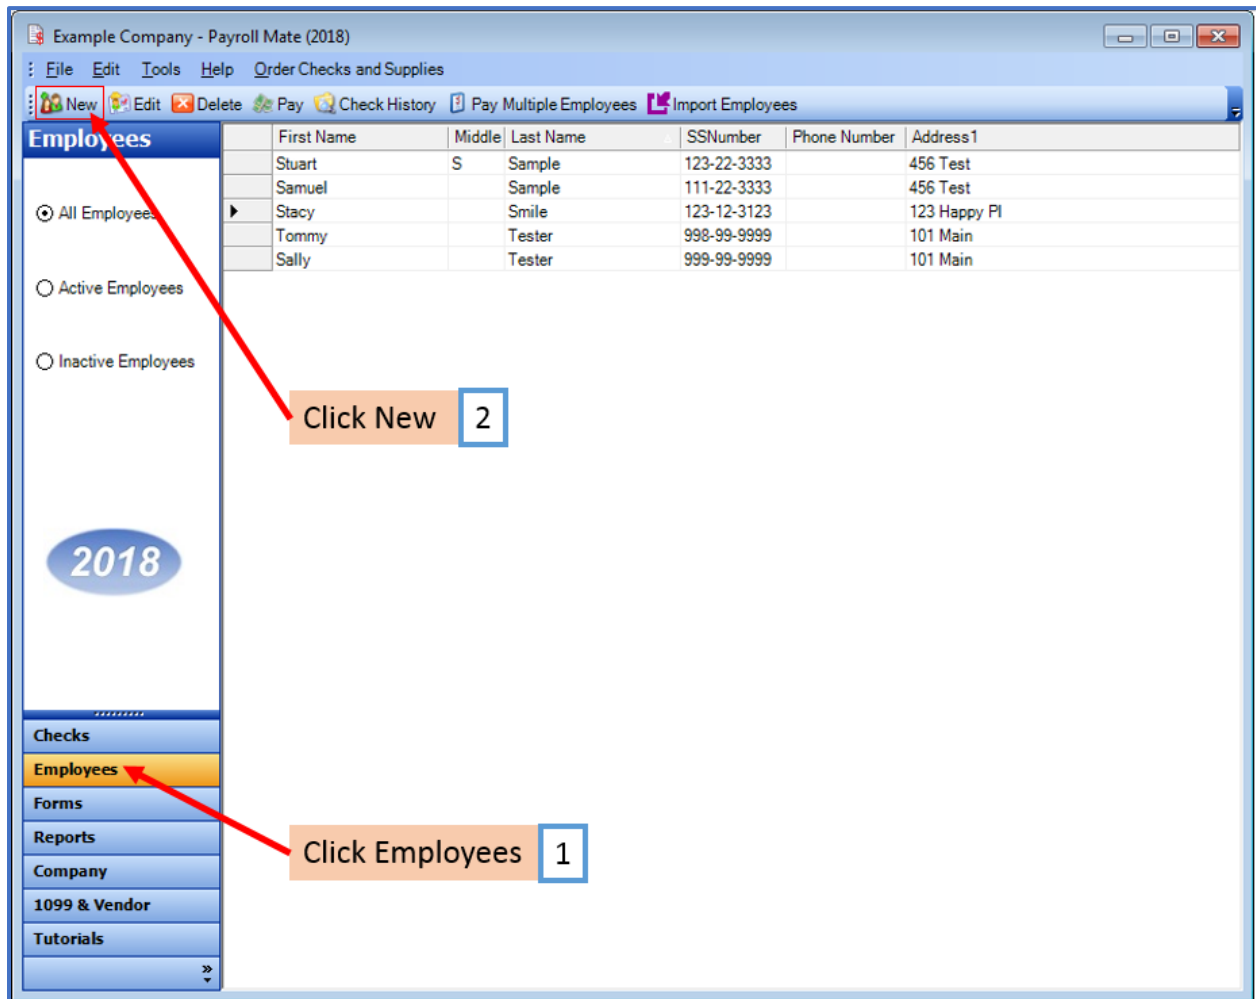 Example Company - Payroll Mate (2018)
File Edit Tools Help Order Checks and Supplies
New Edit Delete Pay Check History Pay Multiple Employees Import Employees
Employees
First Name Middle Last Name SSNumber Phone Number Address1
Stuart S Sample 123-22-3333 456 Test
Samuel Sample 111-22-3333 456 Test
All Employees
Stacy Smile 123-12-3123 123 Happy Pl
Tommy Tester 998-99-9999 101 Main
Sally Tester 999-99-9999 101 Main
Active Employees
Inactive Employees
Click New 2
2018
Checks
Employees
Forms
Reports
Click Employees 1
Company
1099 & Vendor
Tutorials